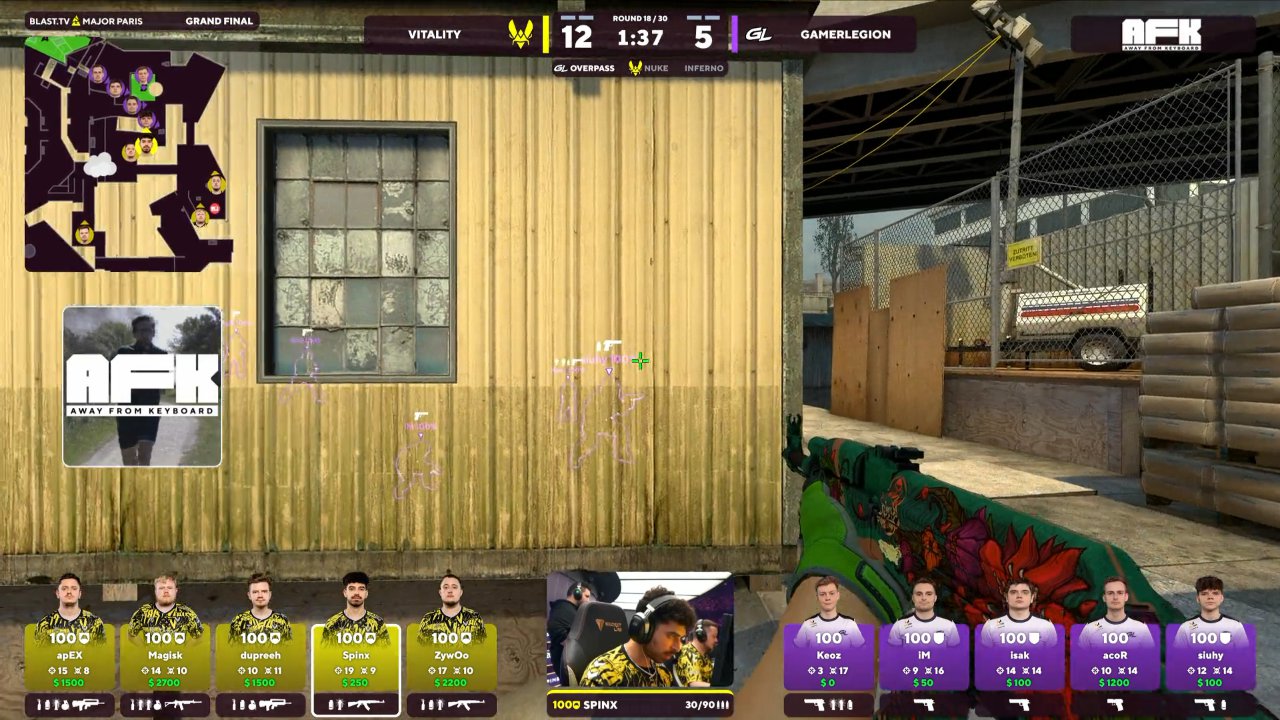 BLAST.TV MAJOR PARIS GRAND FINAL
VITALITY 12 ROUND 18 / 30 1:37 5 GL GAMERLEGION
AFK
AWAY FROM KEYBOARD
GL OVERPASS NUKE INFERNO
ZUTRITT VERBOTEN!
AFK
AWAY FROM KEYBOARD
100 100 100 100 100
apEX Magisk dupreeh Spinx ZywOo
15 8 14 10 10 11 19 9 17 10
$1500 $2700 $1500 $250 $2200
100 SPINX 30/90
100 100 100 100 100
Keoz iM isak acoR siuhy
3 17 9 16 14 14 10 14 12 14
$0 $50 $100 $1200 $100